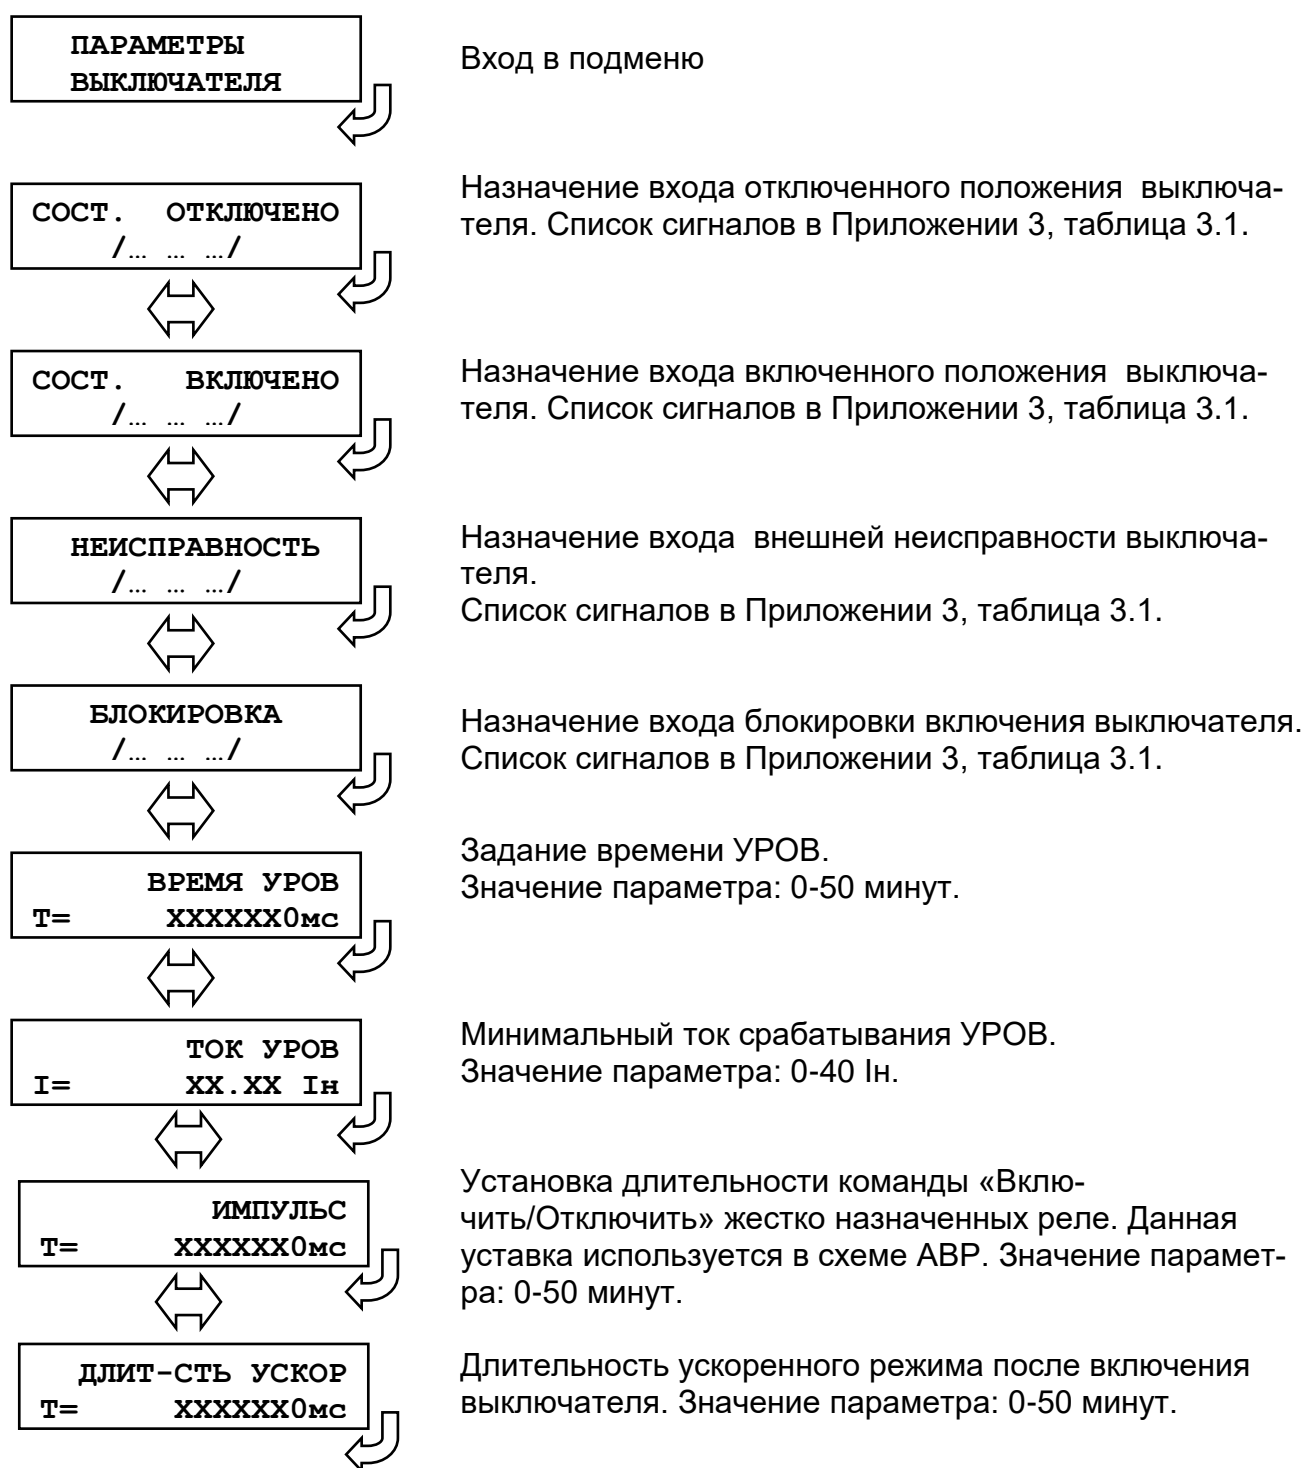 ПАРАМЕТРЫ
ВЫКЛЮЧАТЕЛЯ
Вход в подменю
СОСТ. ОТКЛЮЧЕНО
/… … …/
Назначение входа отключенного положения выключа-
теля. Список сигналов в Приложении 3, таблица 3.1.
СОСТ. ВКЛЮЧЕНО
/… … …/
Назначение входа включенного положения выключа-
теля. Список сигналов в Приложении 3, таблица 3.1.
НЕИСПРАВНОСТЬ
/… … …/
Назначение входа внешней неисправности выключа-
теля.
Список сигналов в Приложении 3, таблица 3.1.
БЛОКИРОВКА
/… … …/
Назначение входа блокировки включения выключателя.
Список сигналов в Приложении 3, таблица 3.1.
ВРЕМЯ УРОВ
T= XXXXXX0мс
Задание времени УРОВ.
Значение параметра: 0-50 минут.
ТОК УРОВ
I= XX.XX Iн
Минимальный ток срабатывания УРОВ.
Значение параметра: 0-40 Iн.
ИМПУЛЬС
T= XXXXXX0мс
Установка длительности команды «Вклю-
чить/Отключить» жестко назначенных реле. Данная
уставка используется в схеме АВР. Значение парамет-
ра: 0-50 минут.
ДЛИТ-СТЬ УСКОР
T= XXXXXX0мс
Длительность ускоренного режима после включения
выключателя. Значение параметра: 0-50 минут.